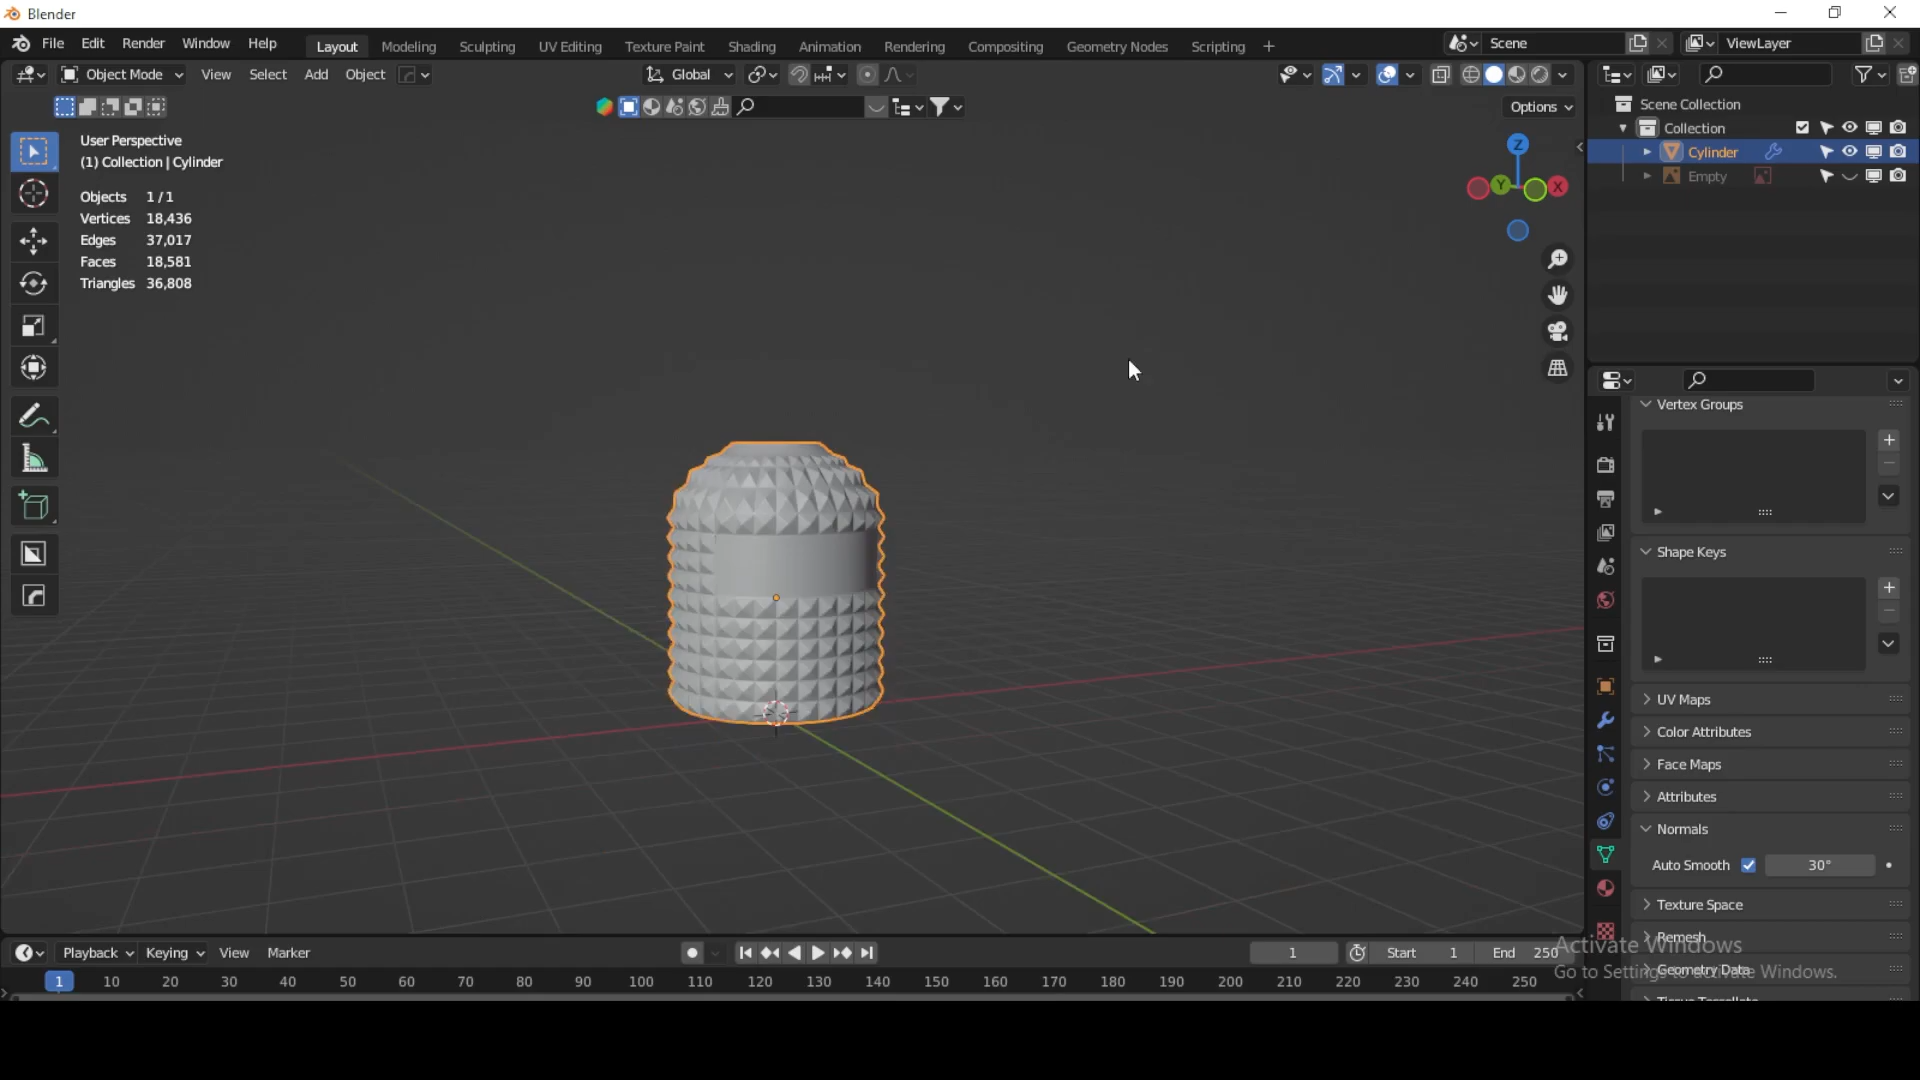 Blender
File Edit Render Window Help Layout Modeling Sculpting UV Editing Texture Paint Shading Animation Rendering Compositing Geometry Nodes Scripting + Scene ViewLayer
Object Mode View Select Add Object Global
Options
User Perspective
(1) Collection | Cylinder
Objects 1/1
Vertices 18,436
Edges 37,017
Faces 18,581
Triangles 36,808
Z
Y
X
Scene Collection
Collection
Cylinder
Empty
Vertex Groups
Shape Keys
UV Maps
Color Attributes
Face Maps
Attributes
Normals
Auto Smooth 30°
Texture Space
Remesh
Geometry Data
Activate Windows
Go to Settings to activate Windows.
Playback Keying View Marker 1 Start 1 End 250
1 10 20 30 40 50 60 70 80 90 100 110 120 130 140 150 160 170 180 190 200 210 220 230 240 250